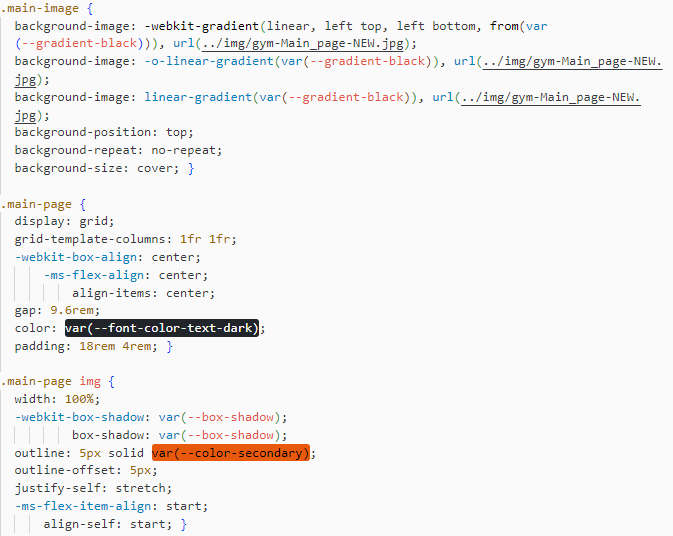 .main-image {
background-image: -webkit-gradient(linear, left top, left bottom, from(var
(--gradient-black))), url(../img/gym-Main_page-NEW.jpg);
background-image: -o-linear-gradient(var(--gradient-black)), url(../img/gym-Main_page-NEW.
jpg);
background-image: linear-gradient(var(--gradient-black)), url(../img/gym-Main_page-NEW.
jpg);
background-position: top;
background-repeat: no-repeat;
background-size: cover; }
.main-page {
display: grid;
grid-template-columns: 1fr 1fr;
-webkit-box-align: center;
-ms-flex-align: center;
align-items: center;
gap: 9.6rem;
color: var(--font-color-text-dark);
padding: 18rem 4rem; }
.main-page img {
width: 100%;
-webkit-box-shadow: var(--box-shadow);
box-shadow: var(--box-shadow);
outline: 5px solid var(--color-secondary);
outline-offset: 5px;
justify-self: stretch;
-ms-flex-item-align: start;
align-self: start; }